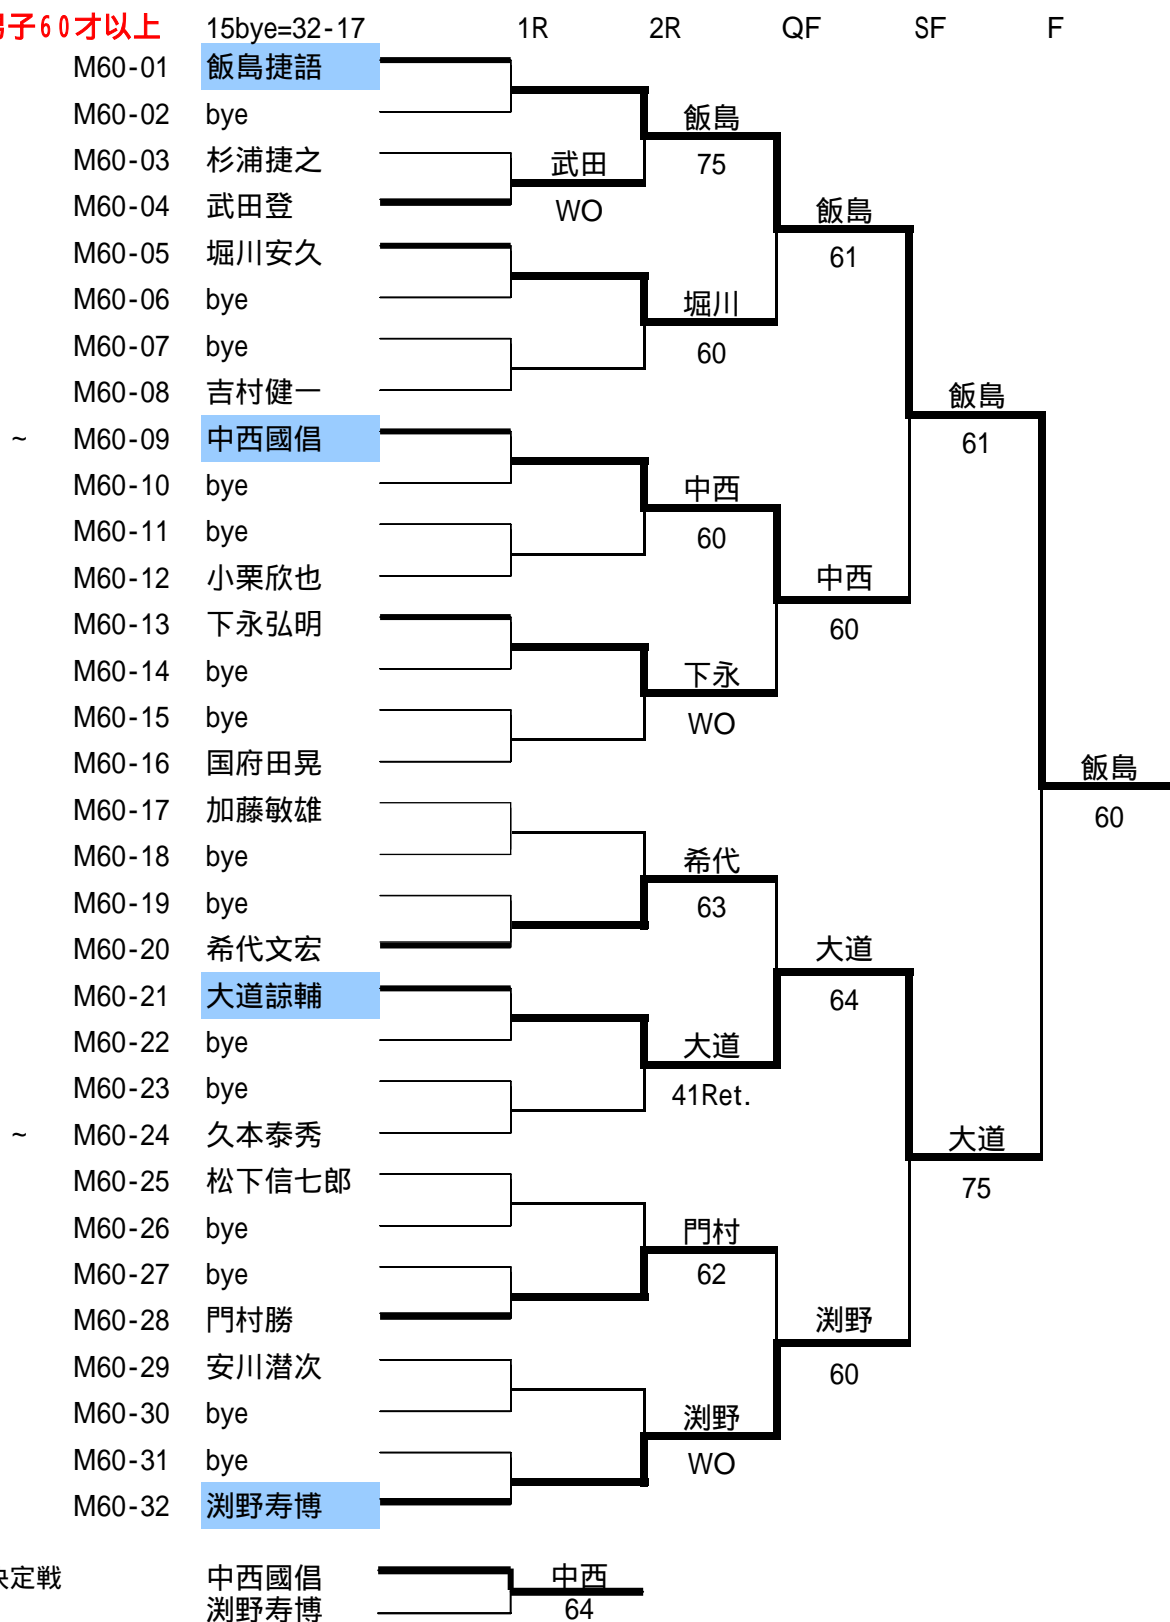 子60才以上 15bye=32-17 1R 2R QF SF F
M60-01 飯島捷語
M60-02 bye 飯島
M60-03 杉浦捷之 武田 75
M60-04 武田登 WO 飯島
M60-05 堀川安久 61
M60-06 bye 堀川
M60-07 bye 60
M60-08 吉村健一 飯島
~ M60-09 中西國倡 61
M60-10 bye 中西
M60-11 bye 60
M60-12 小栗欣也 中西
M60-13 下永弘明 60
M60-14 bye 下永
M60-15 bye WO
M60-16 国府田晃 飯島
M60-17 加藤敏雄 60
M60-18 bye 希代
M60-19 bye 63
M60-20 希代文宏 大道
M60-21 大道諒輔 64
M60-22 bye 大道
M60-23 bye 41Ret.
~ M60-24 久本泰秀 大道
M60-25 松下信七郎 75
M60-26 bye 門村
M60-27 bye 62
M60-28 門村勝 渕野
M60-29 安川潜次 60
M60-30 bye 渕野
M60-31 bye WO
M60-32 渕野寿博
決定戦 中西國倡 中西
渕野寿博 64